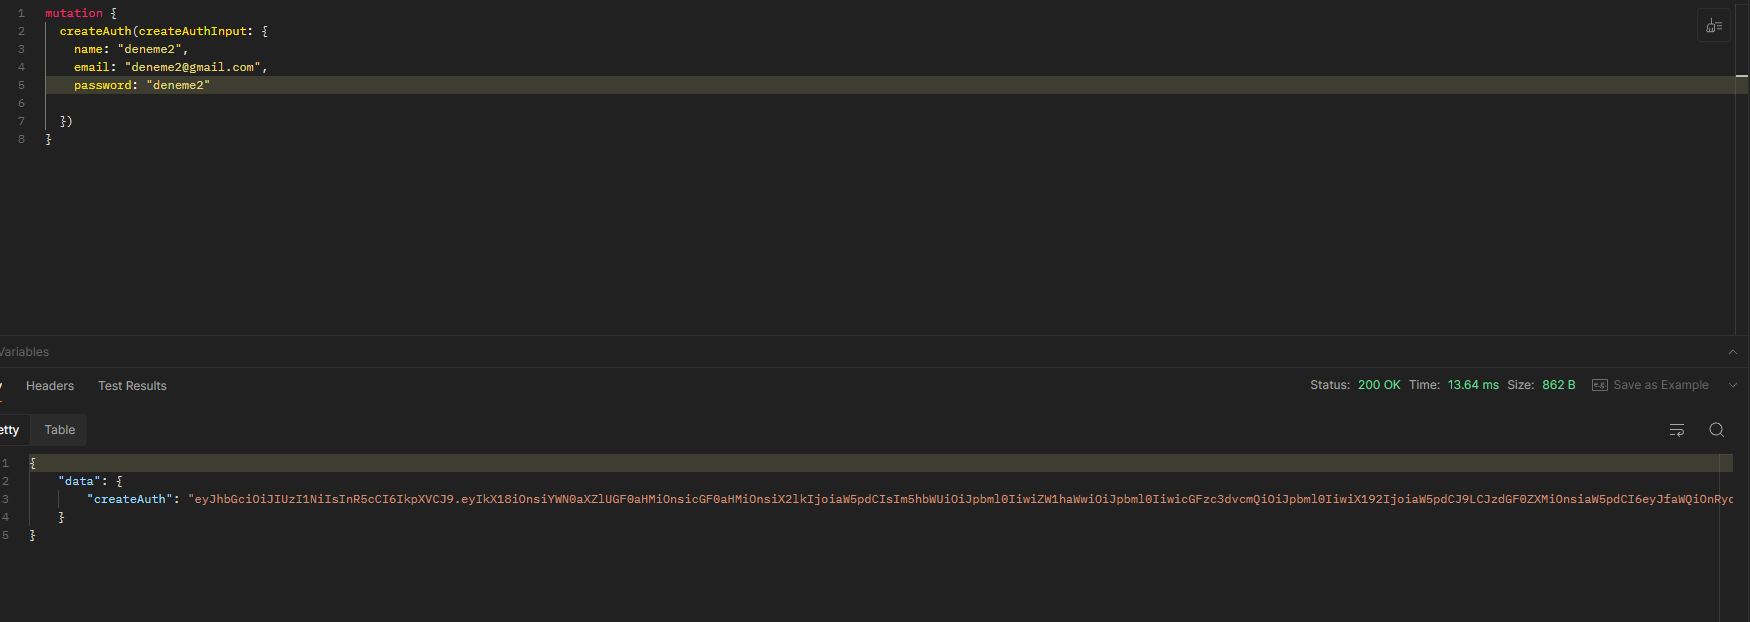 1 mutation {
2 createAuth(createAuthInput: {
3 name: "deneme2",
4 email: "deneme2@gmail.com",
5 password: "deneme2"
6
7 })
8 }
Variables
Headers Test Results Status: 200 OK Time: 13.64 ms Size: 862 B e.g. Save as Example
etty Table
1 {
2 "data": {
3 "createAuth": "eyJhbGciOiJIUzI1NiIsInR5cCI6IkpXVCJ9.eyIkX18iOnsiYWN0aXZlUGF0aHMiOnsicGF0aHMiOnsiX2lkIjoiaW5pdCIsIm5hbWUiOiJpbml0IiwiZW1haWwiOiJpbml0IiwicGFzc3dvcmQiOiJpbml0IiwiX192IjoiaW5pdCJ9LCJzdGF0ZXMiOnsiaW5pdCI6eyJfaWQiOnRyd
4 }
5 }